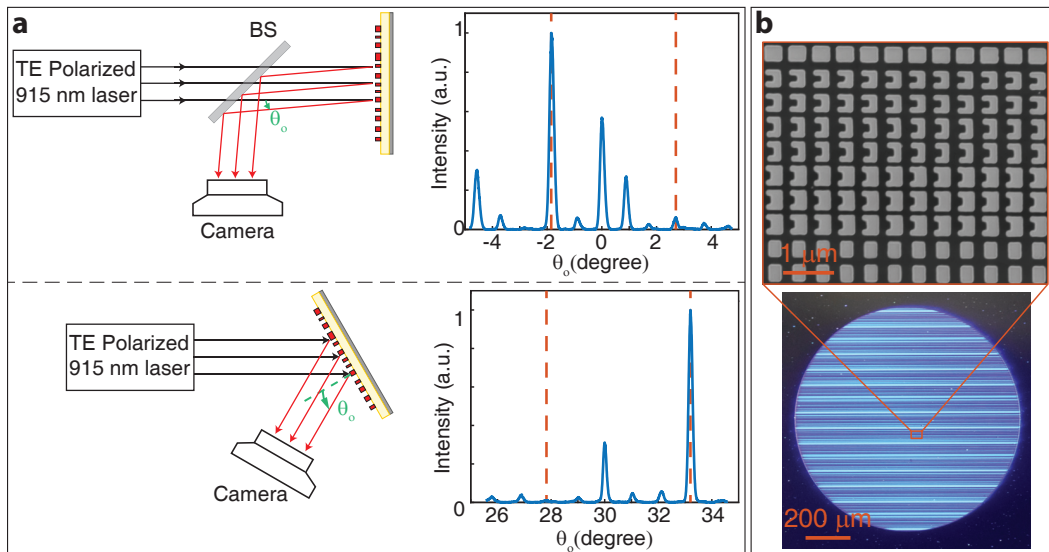 a
BS
TE Polarized
915 nm laser
θo
Camera
Intensity (a.u.)
1
0
-4 -2 0 2 4
θo(degree)
TE Polarized
915 nm laser
θo
Camera
Intensity (a.u.)
1
0
26 28 30 32 34
θo(degree)
b
1 μm
200 μm